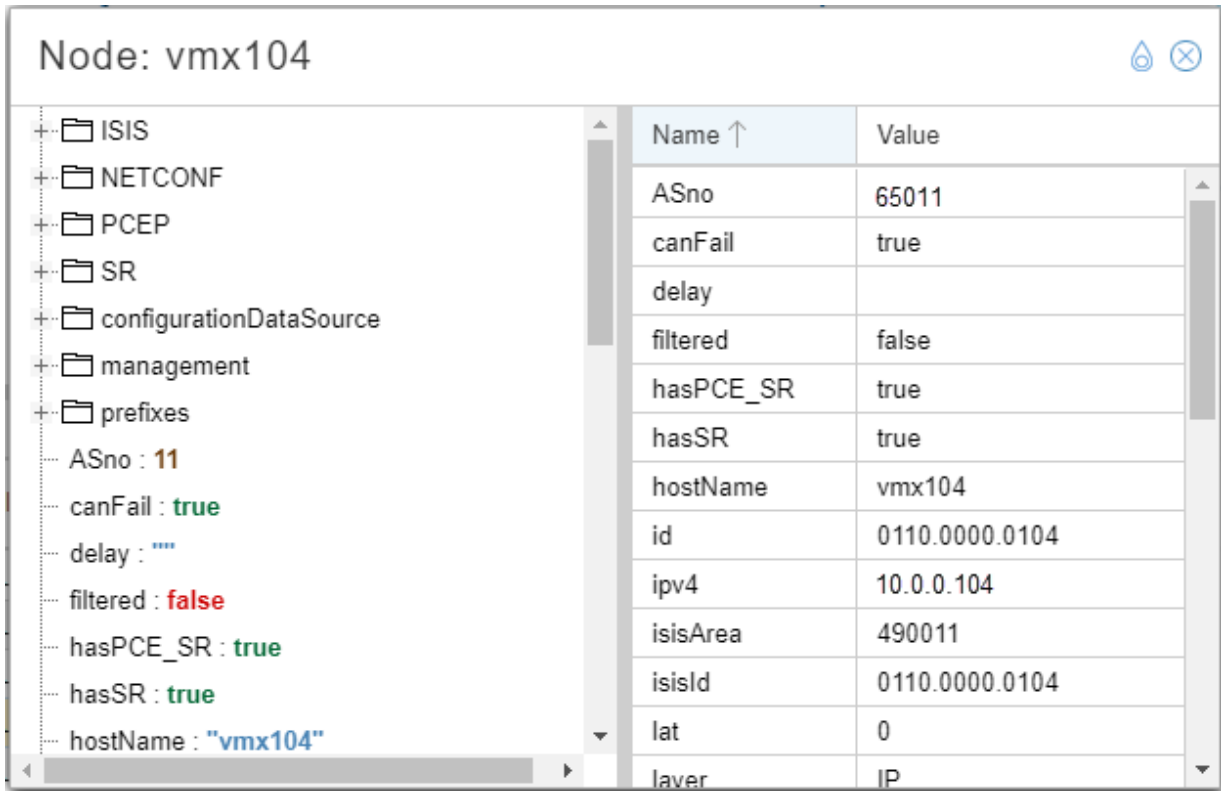 Node: vmx104
ISIS
NETCONF
PCEP
SR
configurationDataSource
management
prefixes
ASno : 11
canFail : true
delay : ""
filtered : false
hasPCE_SR : true
hasSR : true
hostName : "vmx104"
Name ↑ Value
ASno 65011
canFail true
delay
filtered false
hasPCE_SR true
hasSR true
hostName vmx104
id 0110.0000.0104
ipv4 10.0.0.104
isisArea 490011
isisId 0110.0000.0104
lat 0
layer IP